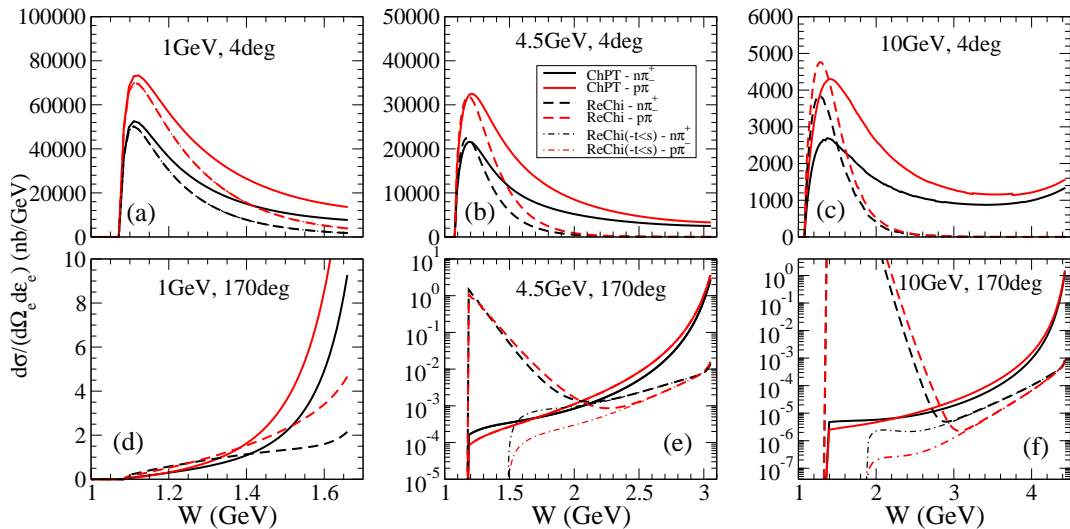 1GeV, 4deg
4.5GeV, 4deg
10GeV, 4deg
100000
80000
60000
40000
20000
0
(a)
50000
40000
30000
20000
10000
0
(b)
ChPT - nπ⁺
ChPT - pπ⁻
ReChi - nπ⁺
ReChi - pπ⁻
ReChi(-t<s) - nπ⁺
ReChi(-t<s) - pπ⁻
6000
5000
4000
3000
2000
1000
0
(c)
dσ/(dΩₑ dεₑ) (nb/GeV)
1GeV, 170deg
10
8
6
4
2
0
(d)
1 1.2 1.4 1.6
W (GeV)
4.5GeV, 170deg
10¹
10⁰
10⁻¹
10⁻²
10⁻³
10⁻⁴
10⁻⁵
(e)
1 1.5 2 2.5 3
W (GeV)
10GeV, 170deg
10⁰
10⁻¹
10⁻²
10⁻³
10⁻⁴
10⁻⁵
10⁻⁶
10⁻⁷
(f)
1 2 3 4
W (GeV)